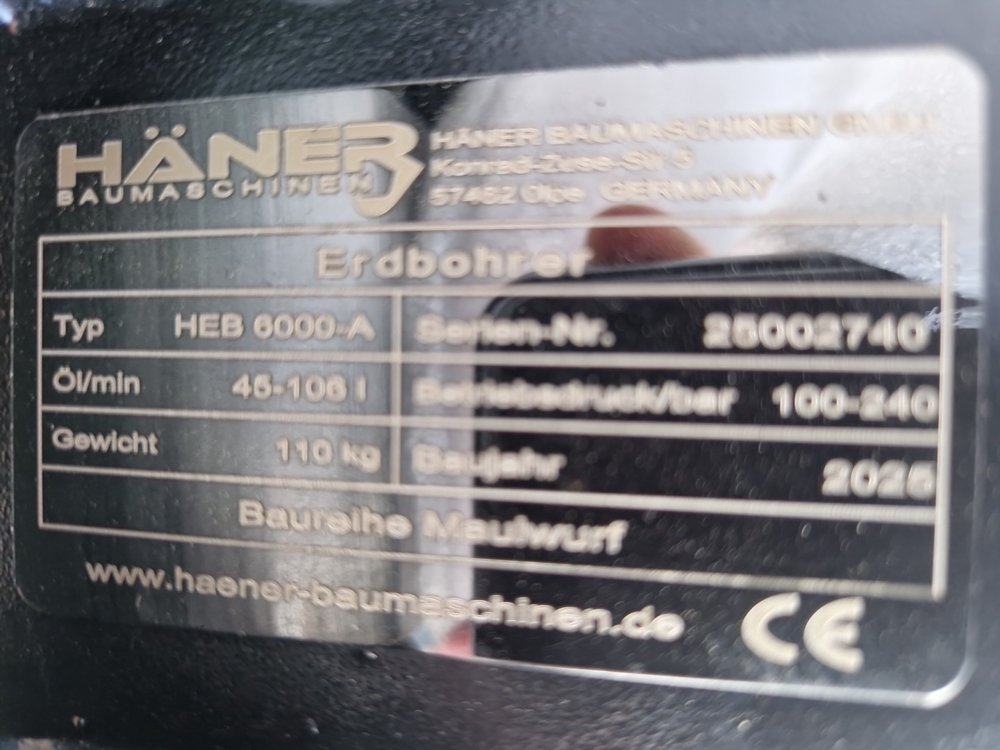 HÄNER
BAUMASCHINEN
HÄNER BAUMASCHINEN GmbH
Konrad-Zuse-Str 5
57462 Olpe GERMANY
Erdbohrer
Typ HEB 6000-A Serien-Nr. 25002740
Öl/min 45-106 l Betriebsdruck/bar 100-240
Gewicht 110 kg Baujahr 2025
Baureihe Maulwurf
www.haener-baumaschinen.de CE